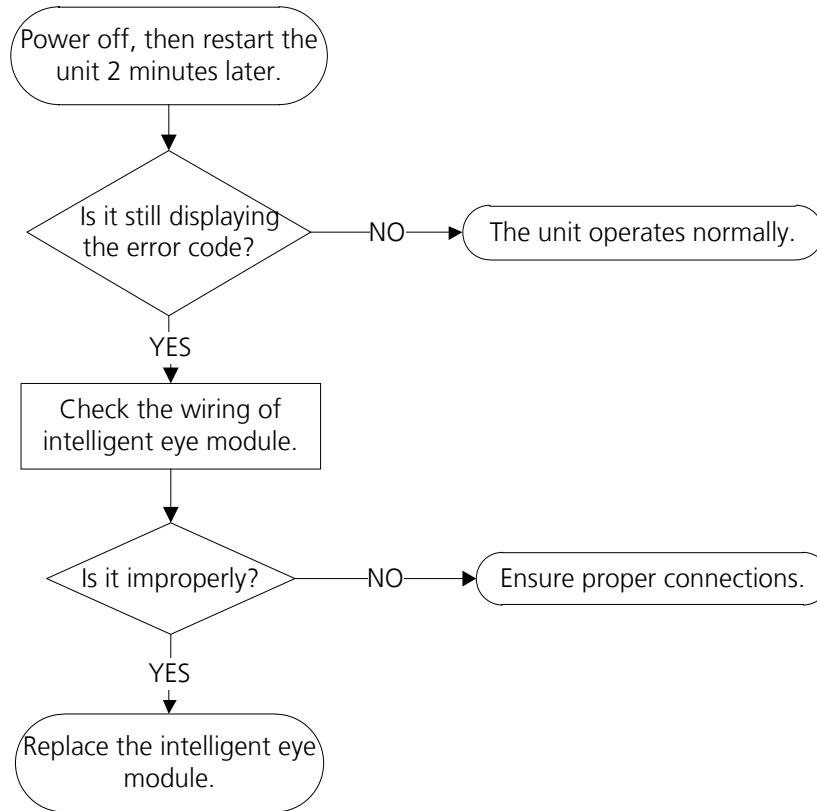 Power off, then restart the
unit 2 minutes later.
Is it still displaying
the error code?
NO
The unit operates normally.
YES
Check the wiring of
intelligent eye module.
Is it improperly?
NO
Ensure proper connections.
YES
Replace the intelligent eye
module.